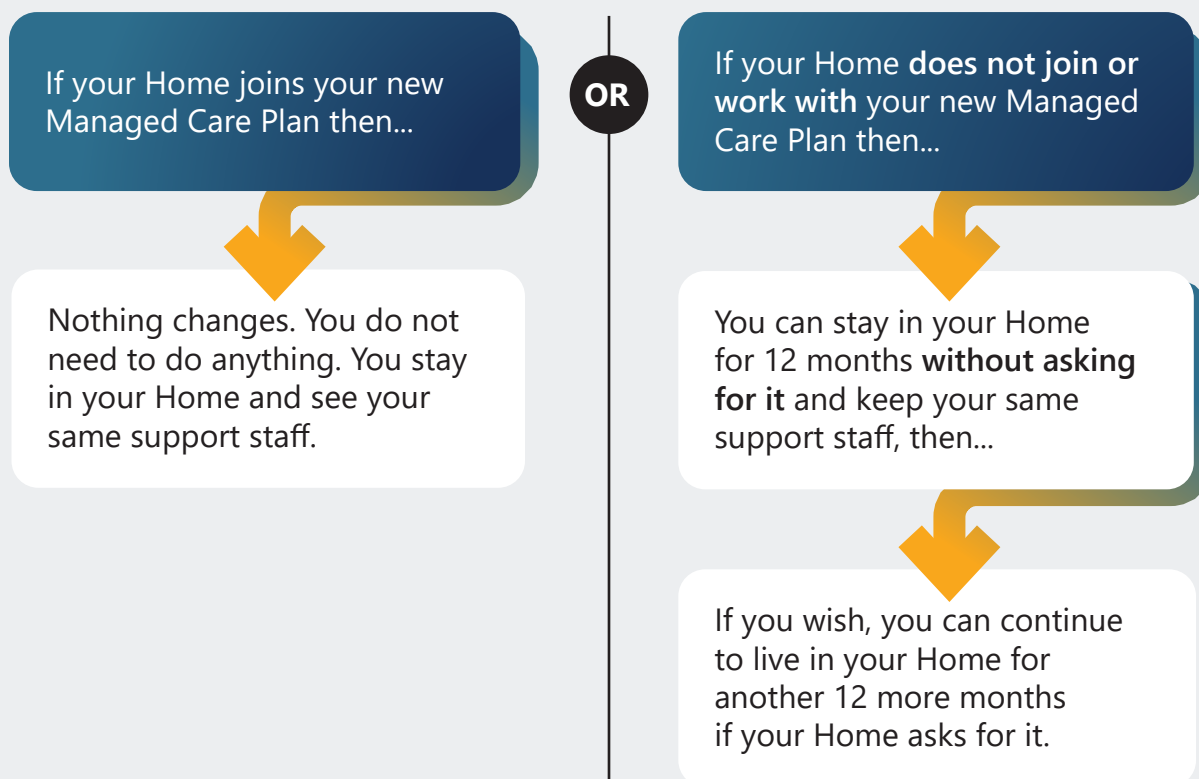 If your Home joins your new
Managed Care Plan then...
Nothing changes. You do not
need to do anything. You stay
in your Home and see your
same support staff.
OR
If your Home does not join or
work with your new Managed
Care Plan then...
You can stay in your Home
for 12 months without asking
for it and keep your same
support staff, then...
If you wish, you can continue
to live in your Home for
another 12 more months
if your Home asks for it.